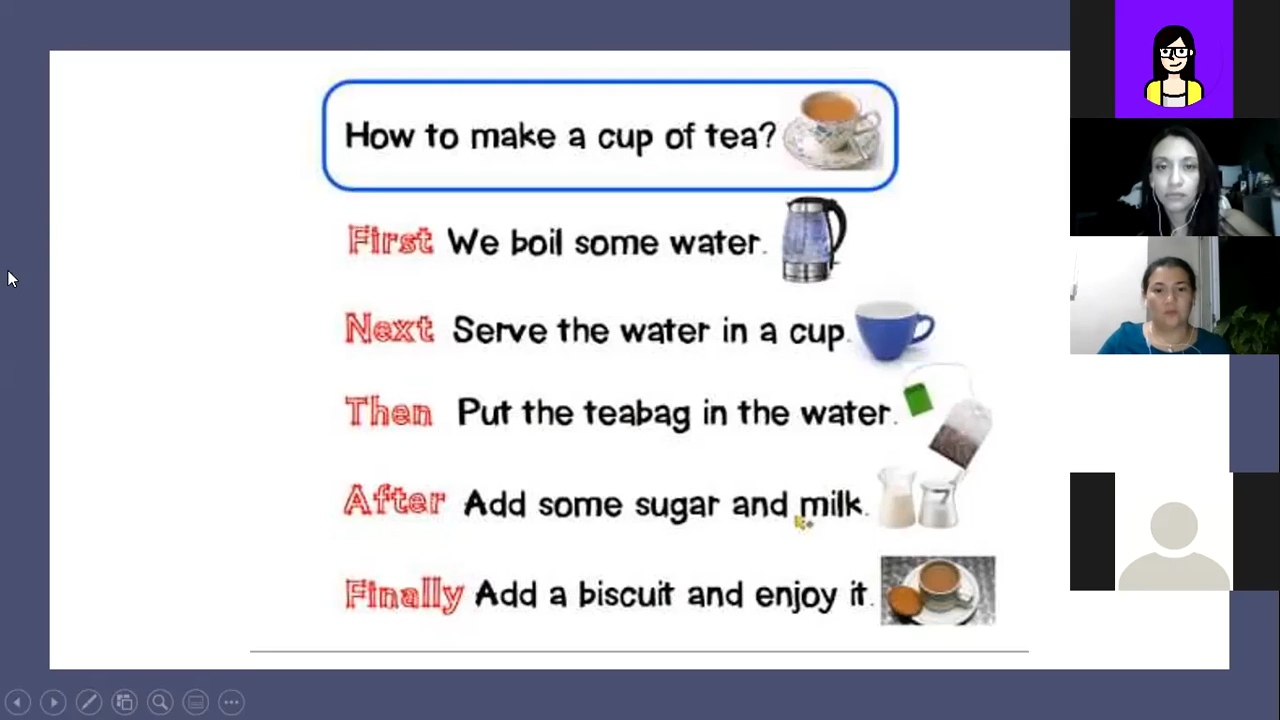 How to make a cup of tea?
First We boil some water.
Next Serve the water in a cup.
Then Put the teabag in the water.
After Add some sugar and milk.
Finally Add a biscuit and enjoy it.